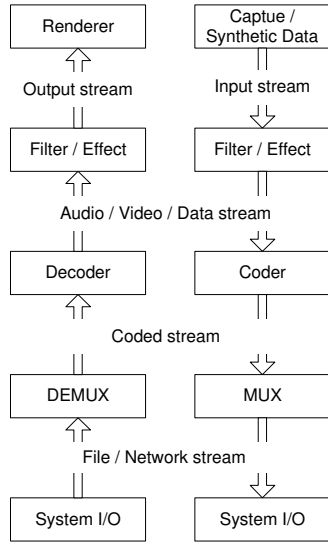 Renderer
Captue /
Synthetic Data
Output stream
Input stream
Filter / Effect
Filter / Effect
Audio / Video / Data stream
Decoder
Coder
Coded stream
DEMUX
MUX
File / Network stream
System I/O
System I/O